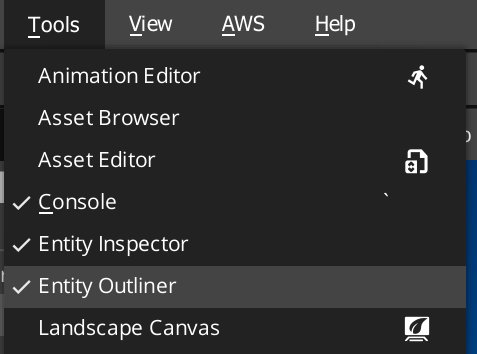 Tools View AWS Help
Animation Editor
Asset Browser
Asset Editor
Console `
Entity Inspector
Entity Outliner
Landscape Canvas